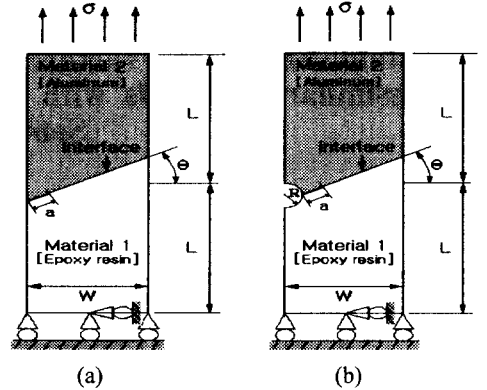 σ
Material 2
[Aluminum]
Interface
L
θ
a
Material 1
[Epoxy resin]
L
W
(a)
σ
Material 2
[Aluminum]
Interface
L
θ
R
a
Material 1
[Epoxy resin]
L
W
(b)